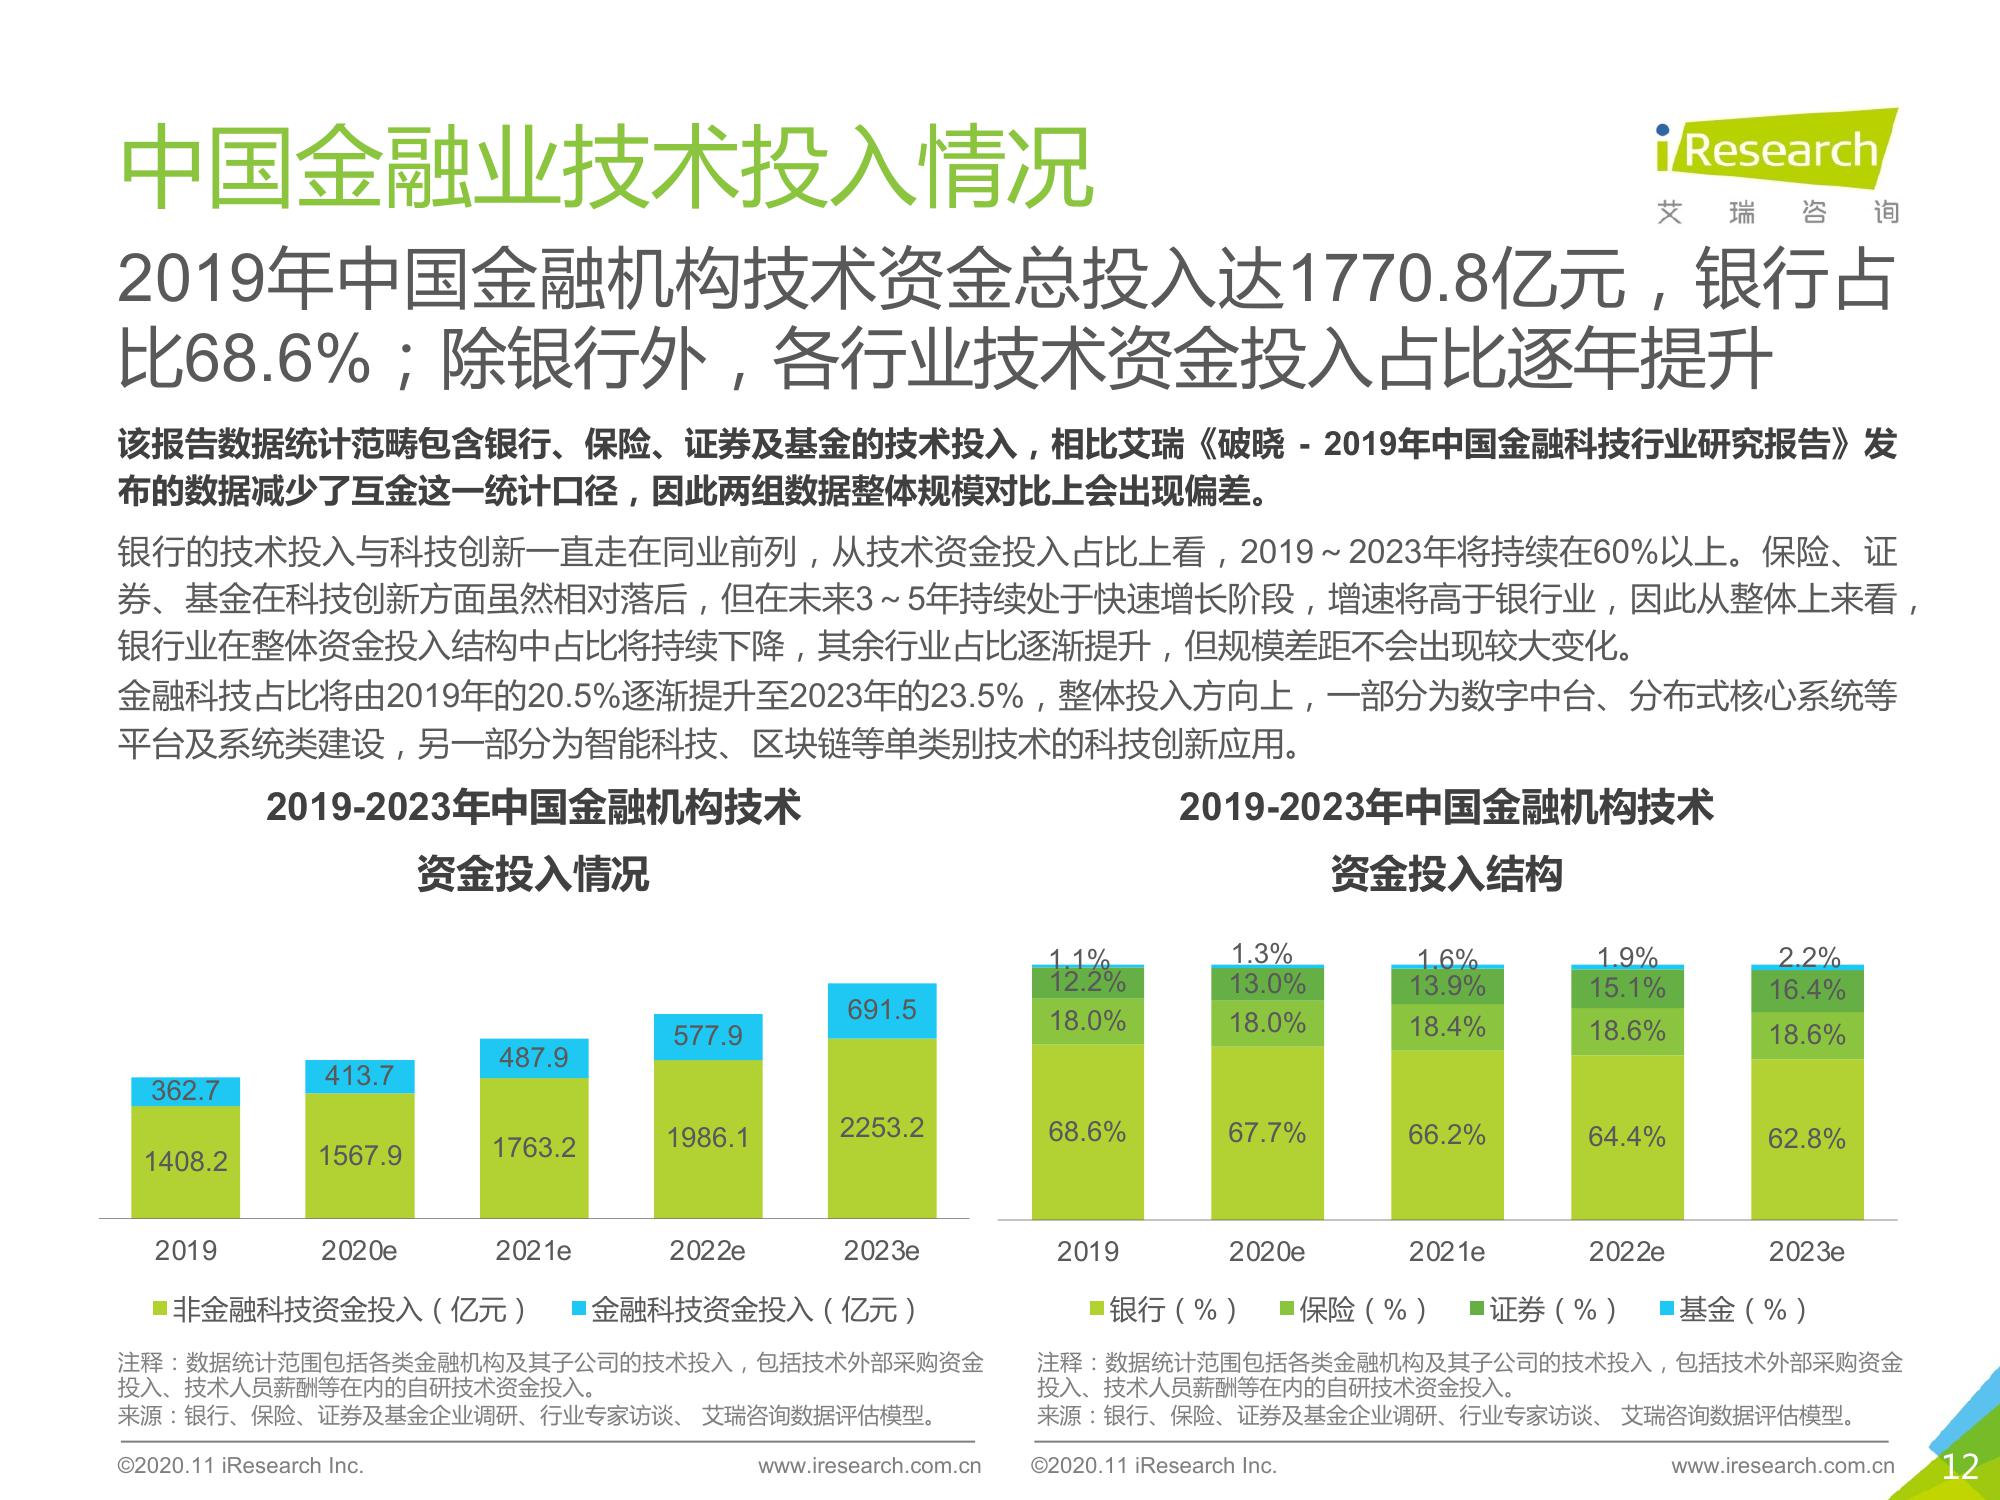 中国金融业技术投入情况
iResearch
艾瑞咨询
2019年中国金融机构技术资金总投入达1770.8亿元，银行占
比68.6%；除银行外，各行业技术资金投入占比逐年提升
该报告数据统计范畴包含银行、保险、证券及基金的技术投入，相比艾瑞《破晓 - 2019年中国金融科技行业研究报告》发
布的数据减少了互金这一统计口径，因此两组数据整体规模对比上会出现偏差。
银行的技术投入与科技创新一直走在同业前列，从技术资金投入占比上看，2019～2023年将持续在60%以上。保险、证
券、基金在科技创新方面虽然相对落后，但在未来3～5年持续处于快速增长阶段，增速将高于银行业，因此从整体上来看，
银行业在整体资金投入结构中占比将持续下降，其余行业占比逐渐提升，但规模差距不会出现较大变化。
金融科技占比将由2019年的20.5%逐渐提升至2023年的23.5%，整体投入方向上，一部分为数字中台、分布式核心系统等
平台及系统类建设，另一部分为智能科技、区块链等单类别技术的科技创新应用。
2019-2023年中国金融机构技术
资金投入情况
362.7 413.7 487.9 577.9 691.5
1408.2 1567.9 1763.2 1986.1 2253.2
2019 2020e 2021e 2022e 2023e
非金融科技资金投入（亿元） 金融科技资金投入（亿元）
注释：数据统计范围包括各类金融机构及其子公司的技术投入，包括技术外部采购资金
投入、技术人员薪酬等在内的自研技术资金投入。
来源：银行、保险、证券及基金企业调研、行业专家访谈、 艾瑞咨询数据评估模型。
©2020.11 iResearch Inc. www.iresearch.com.cn
2019-2023年中国金融机构技术
资金投入结构
1.1% 1.3% 1.6% 1.9% 2.2%
12.2% 13.0% 13.9% 15.1% 16.4%
18.0% 18.0% 18.4% 18.6% 18.6%
68.6% 67.7% 66.2% 64.4% 62.8%
2019 2020e 2021e 2022e 2023e
银行（%） 保险（%） 证券（%） 基金（%）
注释：数据统计范围包括各类金融机构及其子公司的技术投入，包括技术外部采购资金
投入、技术人员薪酬等在内的自研技术资金投入。
来源：银行、保险、证券及基金企业调研、行业专家访谈、 艾瑞咨询数据评估模型。
©2020.11 iResearch Inc. www.iresearch.com.cn
12